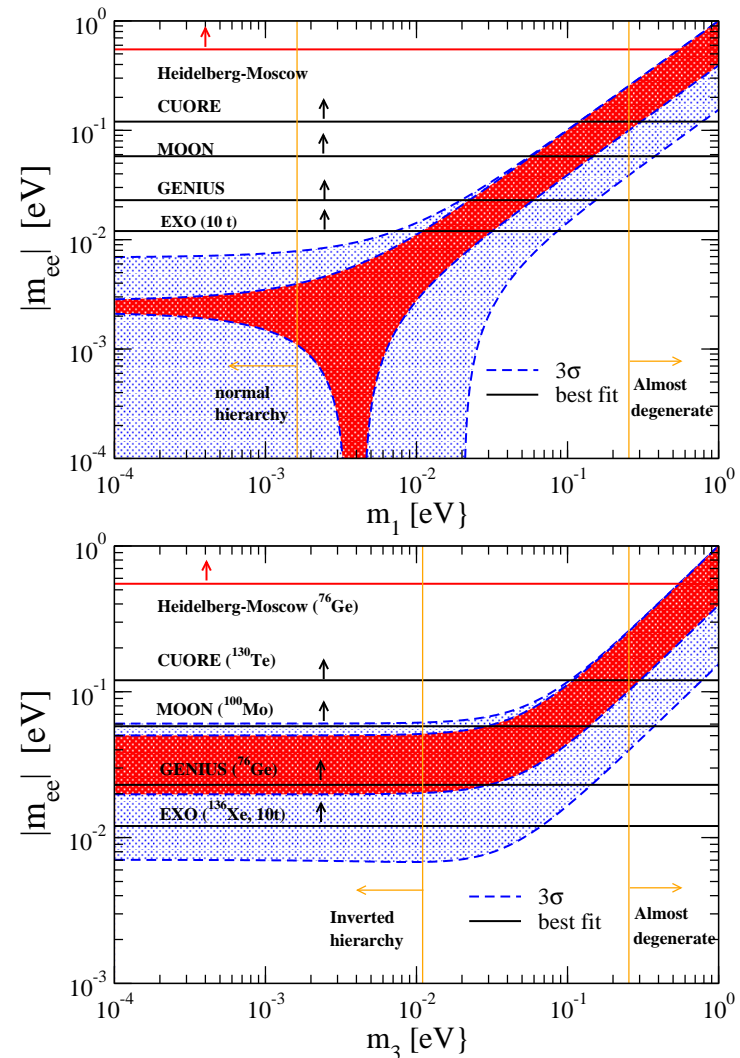 10^0
Heidelberg-Moscow
CUORE
10^-1
MOON
GENIUS
EXO (10 t)
10^-2
|m_ee| [eV]
10^-3
normal
hierarchy
3σ
best fit
Almost
degenerate
10^-4
10^-4 10^-3 10^-2 10^-1 10^0
m_1 [eV}
10^0
Heidelberg-Moscow (^76Ge)
CUORE (^130Te)
10^-1
MOON (^100Mo)
GENIUS (^76Ge)
EXO (^136Xe, 10t)
10^-2
|m_ee| [eV]
Inverted
hierarchy
3σ
best fit
Almost
degenerate
10^-3
10^-4 10^-3 10^-2 10^-1 10^0
m_3 [eV}